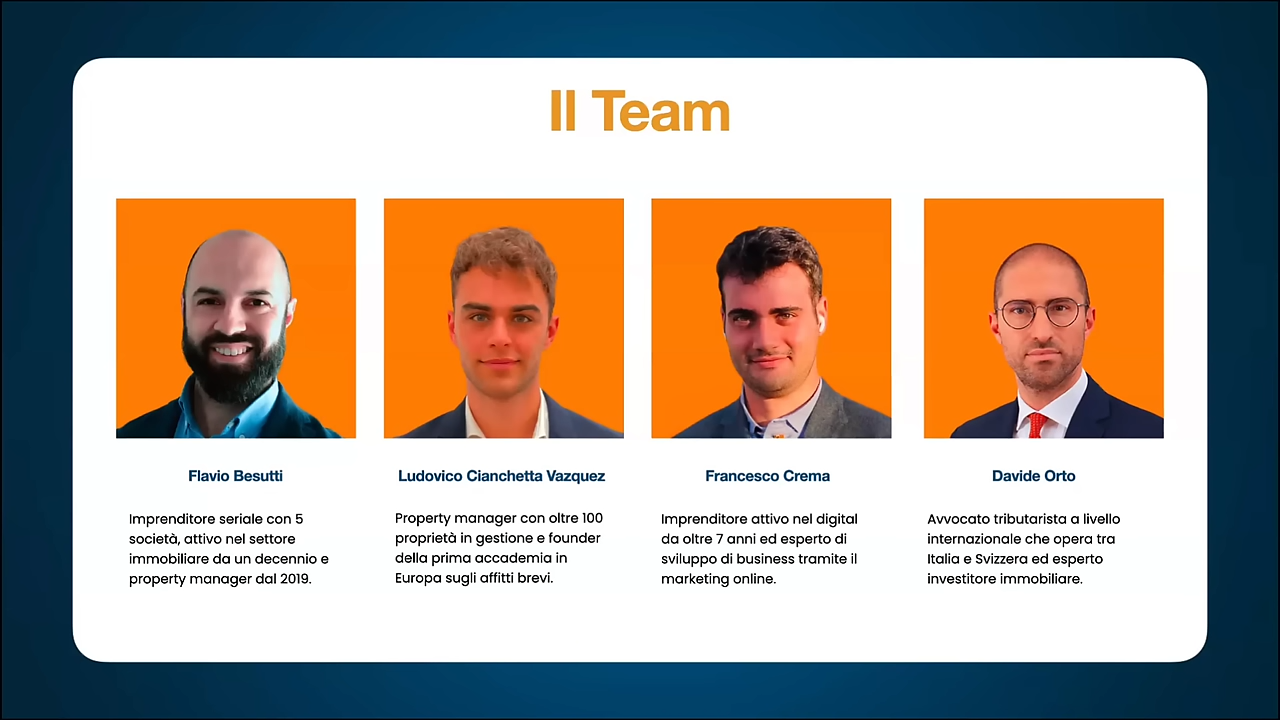 Il Team
Flavio Besutti
Imprenditore seriale con 5
società, attivo nel settore
immobiliare da un decennio e
property manager dal 2019.
Ludovico Cianchetta Vazquez
Property manager con oltre 100
proprietà in gestione e founder
della prima accademia in
Europa sugli affitti brevi.
Francesco Crema
Imprenditore attivo nel digital
da oltre 7 anni ed esperto di
sviluppo di business tramite il
marketing online.
Davide Orto
Avvocato tributarista a livello
internazionale che opera tra
Italia e Svizzera ed esperto
investitore immobiliare.